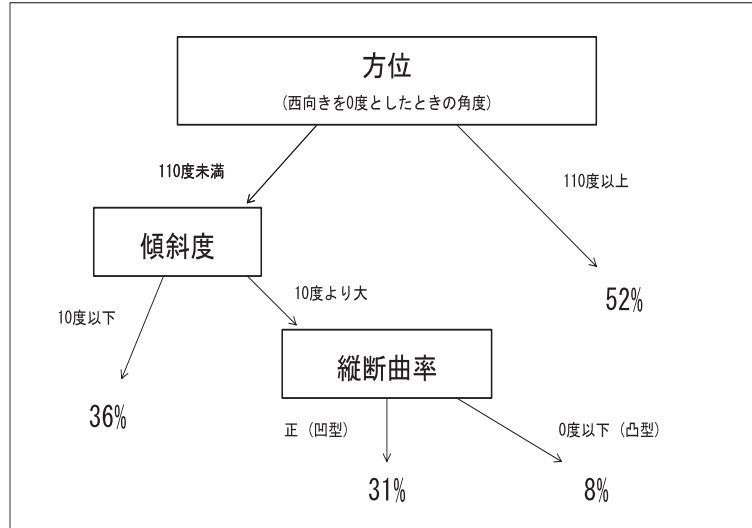 方位
(西向きを0度としたときの角度)
110度未満
110度以上
傾斜度
52%
10度以下
10度より大
縦断曲率
36%
正 (凹型)
0度以下 (凸型)
31%
8%